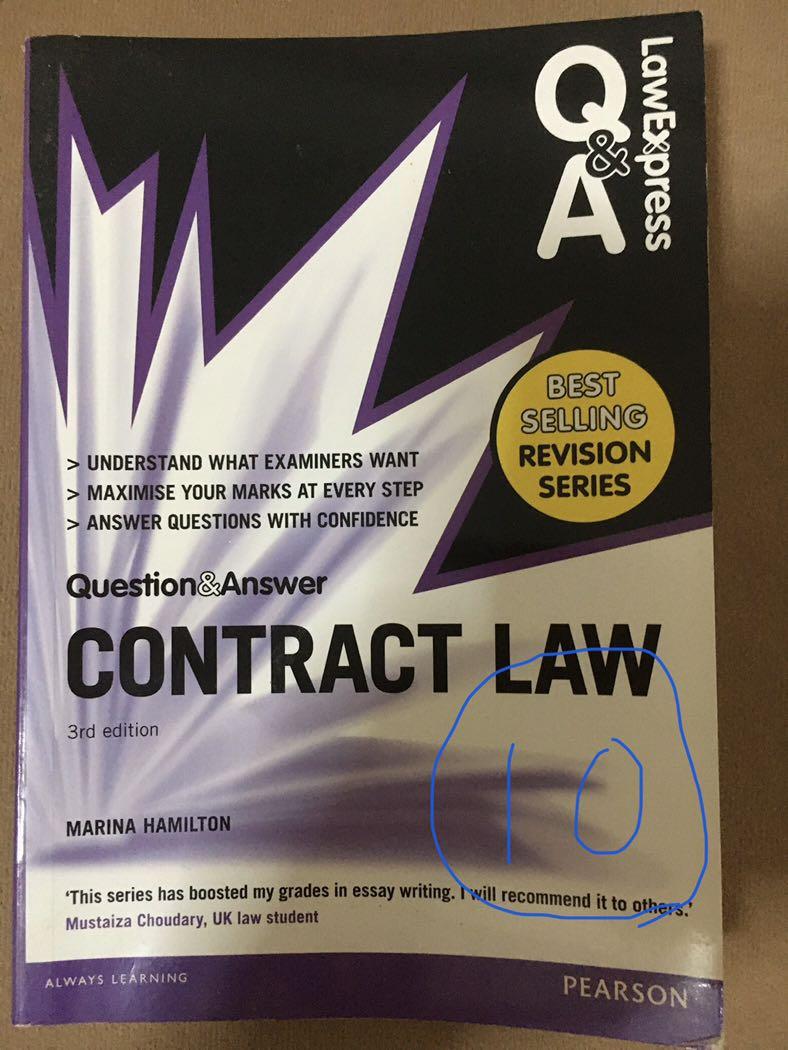 Q&A
LawExpress
BEST
SELLING
REVISION
SERIES
> UNDERSTAND WHAT EXAMINERS WANT
> MAXIMISE YOUR MARKS AT EVERY STEP
> ANSWER QUESTIONS WITH CONFIDENCE
Question&Answer
CONTRACT LAW
3rd edition
10
MARINA HAMILTON
'This series has boosted my grades in essay writing. I will recommend it to others.'
Mustaiza Choudary, UK law student
ALWAYS LEARNING
PEARSON